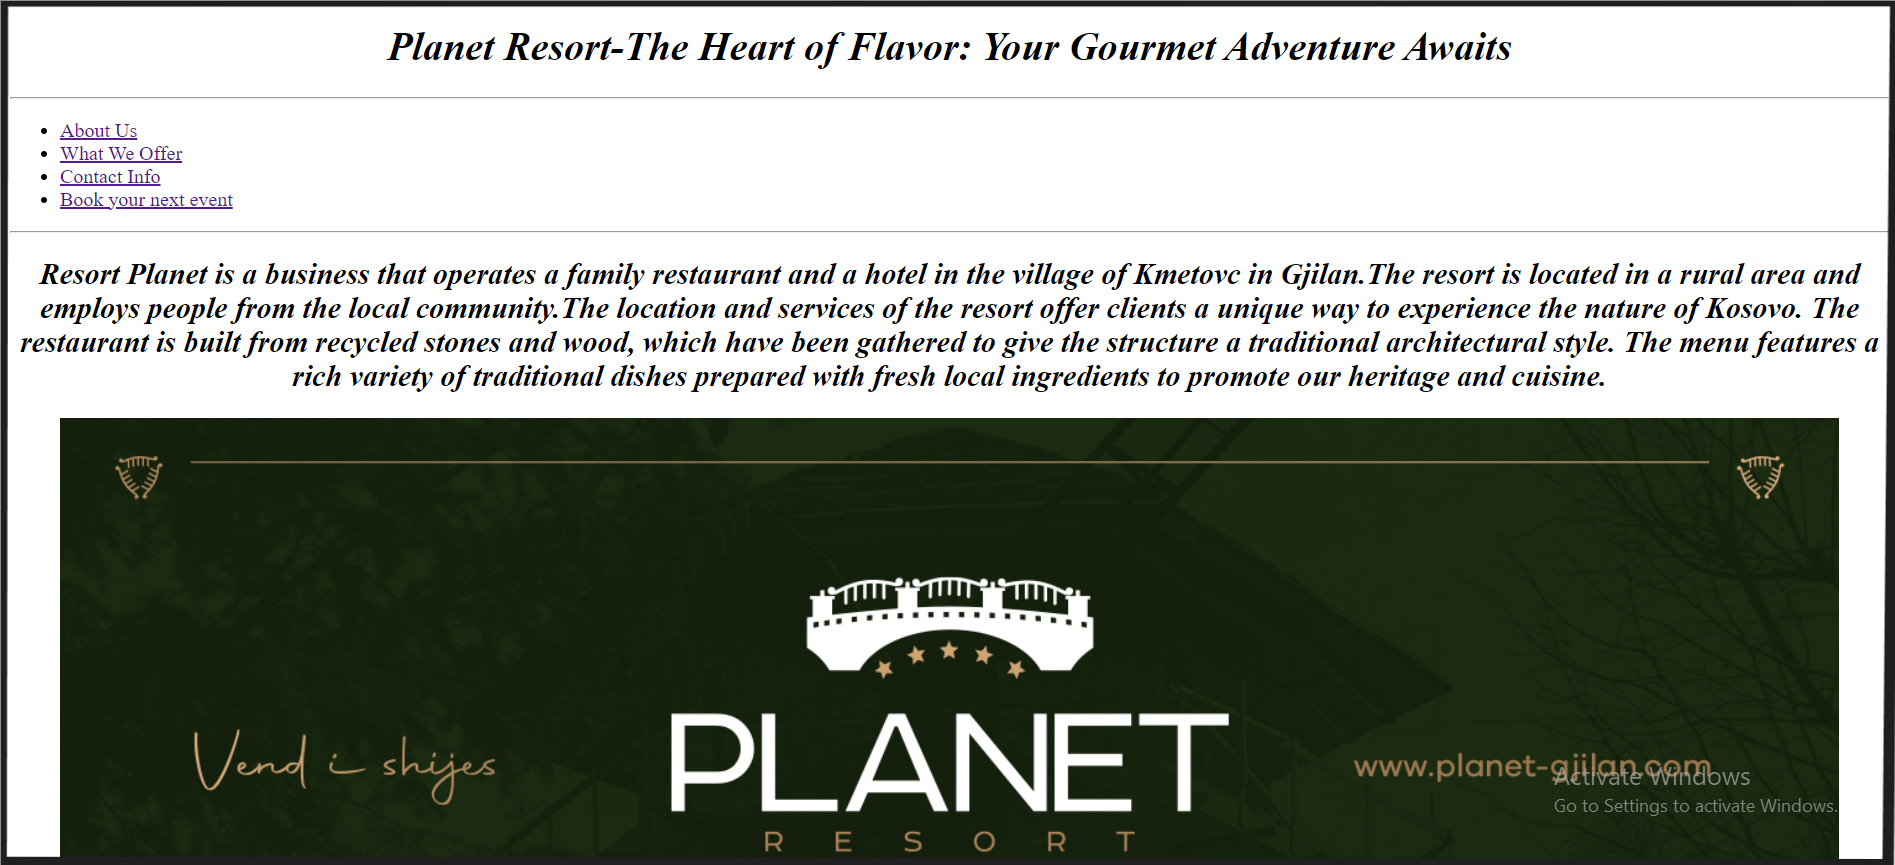 Planet Resort-The Heart of Flavor: Your Gourmet Adventure Awaits
About Us
What We Offer
Contact Info
Book your next event
Resort Planet is a business that operates a family restaurant and a hotel in the village of Kmetovc in Gjilan.The resort is located in a rural area and
employs people from the local community.The location and services of the resort offer clients a unique way to experience the nature of Kosovo. The
restaurant is built from recycled stones and wood, which have been gathered to give the structure a traditional architectural style. The menu features a
rich variety of traditional dishes prepared with fresh local ingredients to promote our heritage and cuisine.
Vend i shijes
PLANET
RESORT
www.planet-gjilan.com
Activate Windows
Go to Settings to activate Windows.